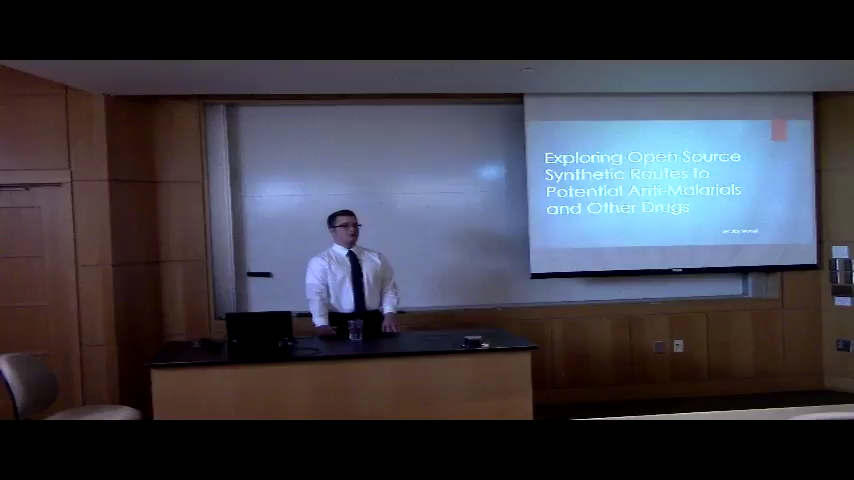 Exploring Open Source
Synthetic Routes to
Potential Anti-Malarials
and Other Drugs